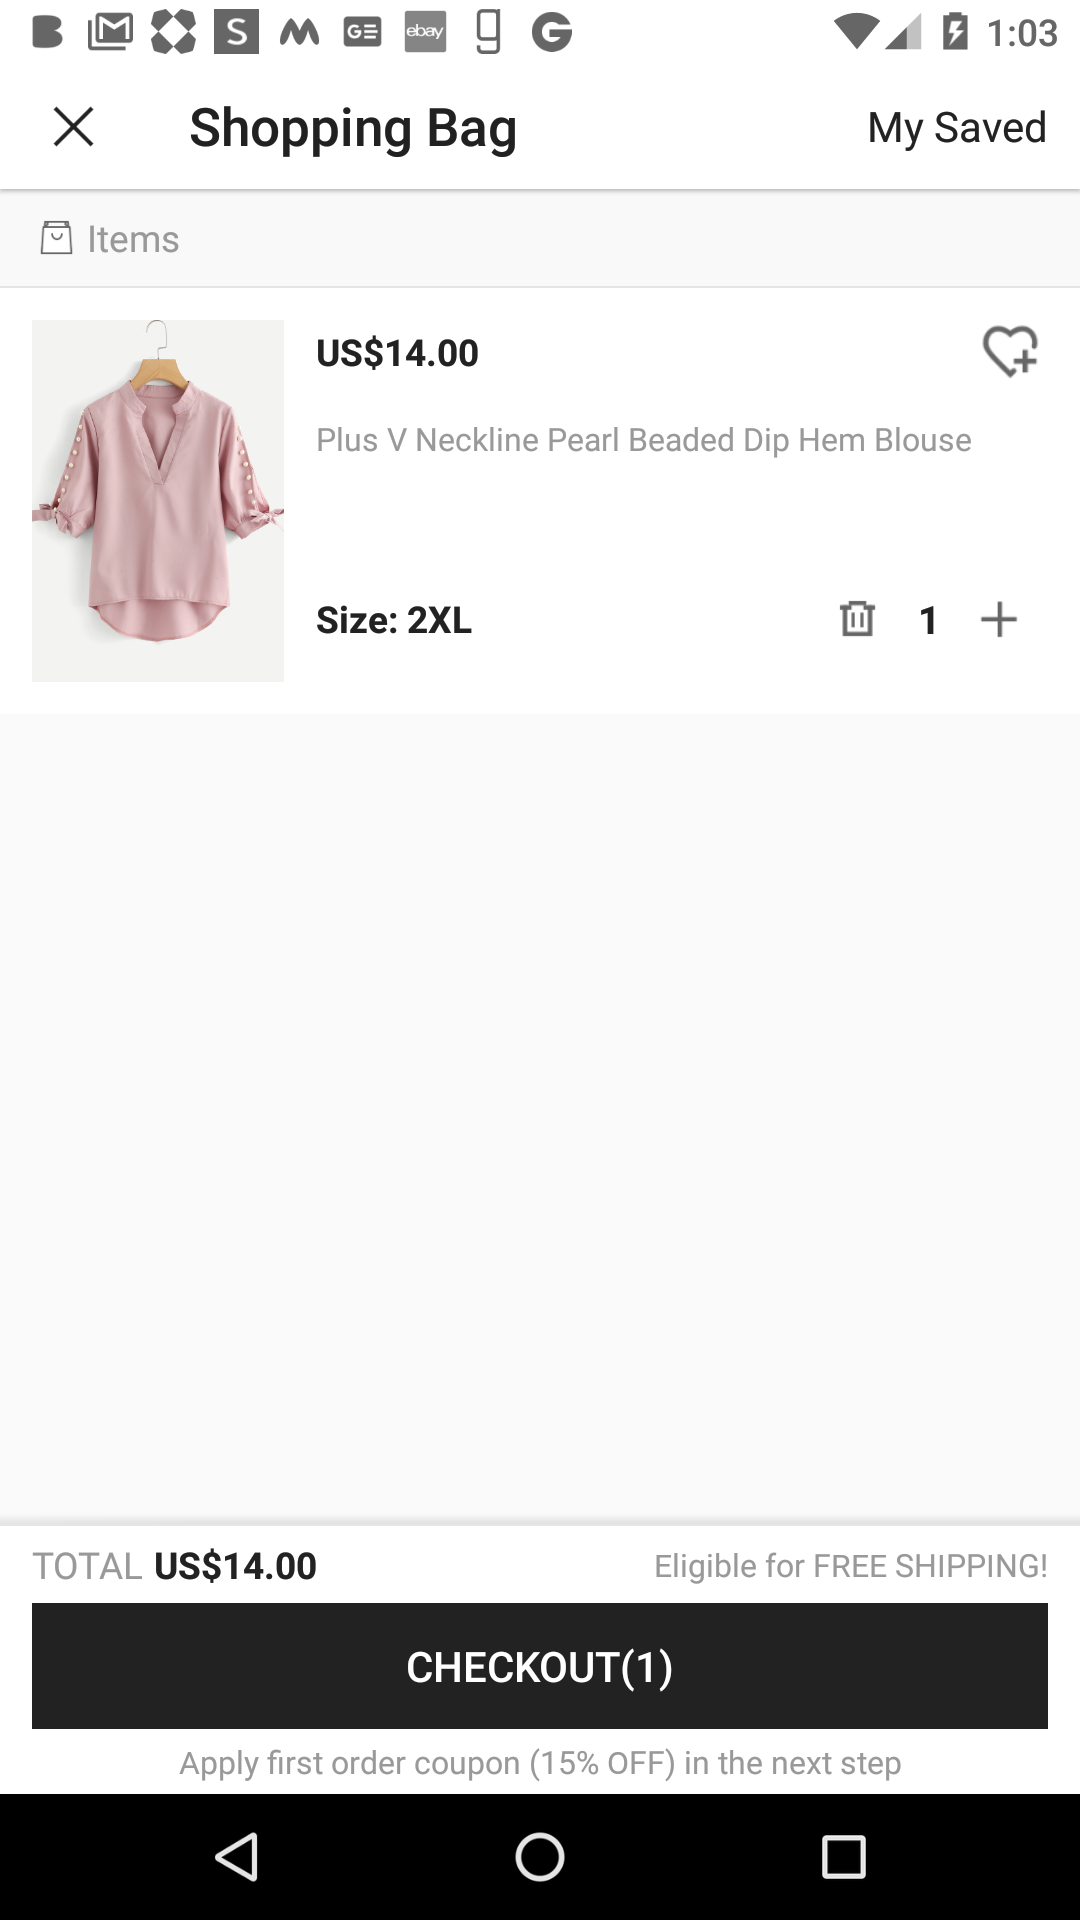 1:03
Shopping Bag
My Saved
Items
US$14.00
Plus V Neckline Pearl Beaded Dip Hem Blouse
Size: 2XL
1
TOTAL US$14.00
Eligible for FREE SHIPPING!
CHECKOUT(1)
Apply first order coupon (15% OFF) in the next step
B
S
GE
ebay
g
G